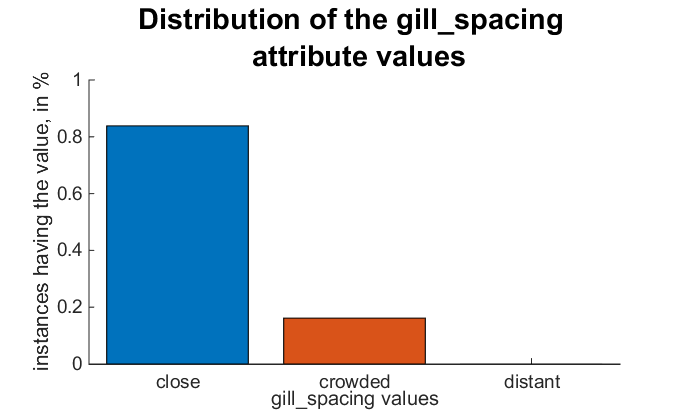 Distribution of the gill_spacing
attribute values
instances having the value, in %
1
0.8
0.6
0.4
0.2
0
close
crowded
distant
gill_spacing values